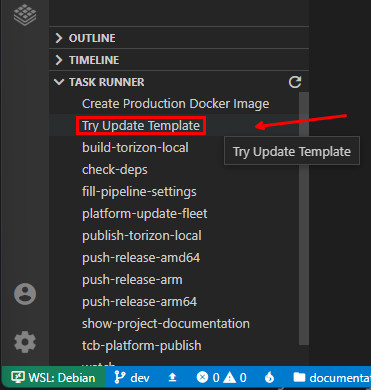 OUTLINE
TIMELINE
TASK RUNNER
Create Production Docker Image
Try Update Template
Try Update Template
build-torizon-local
check-deps
fill-pipeline-settings
platform-update-fleet
publish-torizon-local
push-release-amd64
push-release-arm
push-release-arm64
show-project-documentation
tcb-platform-publish
watch
WSL: Debian dev 0 0 documenta